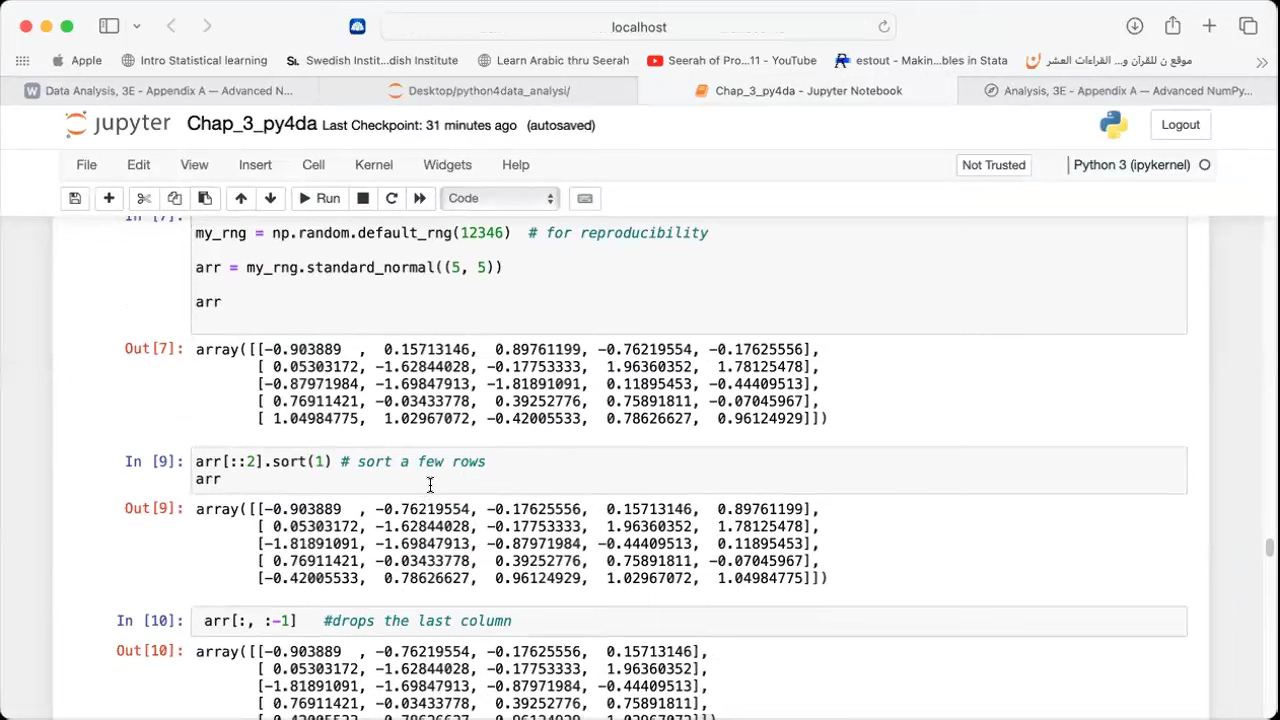 localhost
Apple
Intro Statistical learning
SI. Swedish Instit...dish Institute
Learn Arabic thru Seerah
Seerah of Pro...11 - YouTube
estout - Makin...bles in Stata
موقع ن للقرآن و... القراءات العشر
Data Analysis, 3E - Appendix A — Advanced N...
Desktop/python4data_analysi/
Chap_3_py4da - Jupyter Notebook
Analysis, 3E - Appendix A — Advanced NumPy...
jupyter
Chap_3_py4da Last Checkpoint: 31 minutes ago (autosaved)
Logout
File
Edit
View
Insert
Cell
Kernel
Widgets
Help
Not Trusted
Python 3 (ipykernel)
Run
Code
In [7]:
my_rng = np.random.default_rng(12346)  # for reproducibility
arr = my_rng.standard_normal((5, 5))
arr
Out[7]: array([[-0.903889  ,  0.15713146,  0.89761199, -0.76219554, -0.17625556],
[ 0.05303172, -1.62844028, -0.17753333,  1.96360352,  1.78125478],
[-0.87971984, -1.69847913, -1.81891091,  0.11895453, -0.44409513],
[ 0.76911421, -0.03433778,  0.39252776,  0.75891811, -0.07045967],
[ 1.04984775,  1.02967072, -0.42005533,  0.78626627,  0.96124929]])
In [9]: arr[::2].sort(1) # sort a few rows
arr
Out[9]: array([[-0.903889  , -0.76219554, -0.17625556,  0.15713146,  0.89761199],
[ 0.05303172, -1.62844028, -0.17753333,  1.96360352,  1.78125478],
[-1.81891091, -1.69847913, -0.87971984, -0.44409513,  0.11895453],
[ 0.76911421, -0.03433778,  0.39252776,  0.75891811, -0.07045967],
[-0.42005533,  0.78626627,  0.96124929,  1.02967072,  1.04984775]])
In [10]: arr[:, :-1]   #drops the last column
Out[10]: array([[-0.903889  , -0.76219554, -0.17625556,  0.15713146],
[ 0.05303172, -1.62844028, -0.17753333,  1.96360352],
[-1.81891091, -1.69847913, -0.87971984, -0.44409513],
[ 0.76911421, -0.03433778,  0.39252776,  0.75891811],
[-0.42005533,  0.78626627,  0.96124929,  1.02967072]])